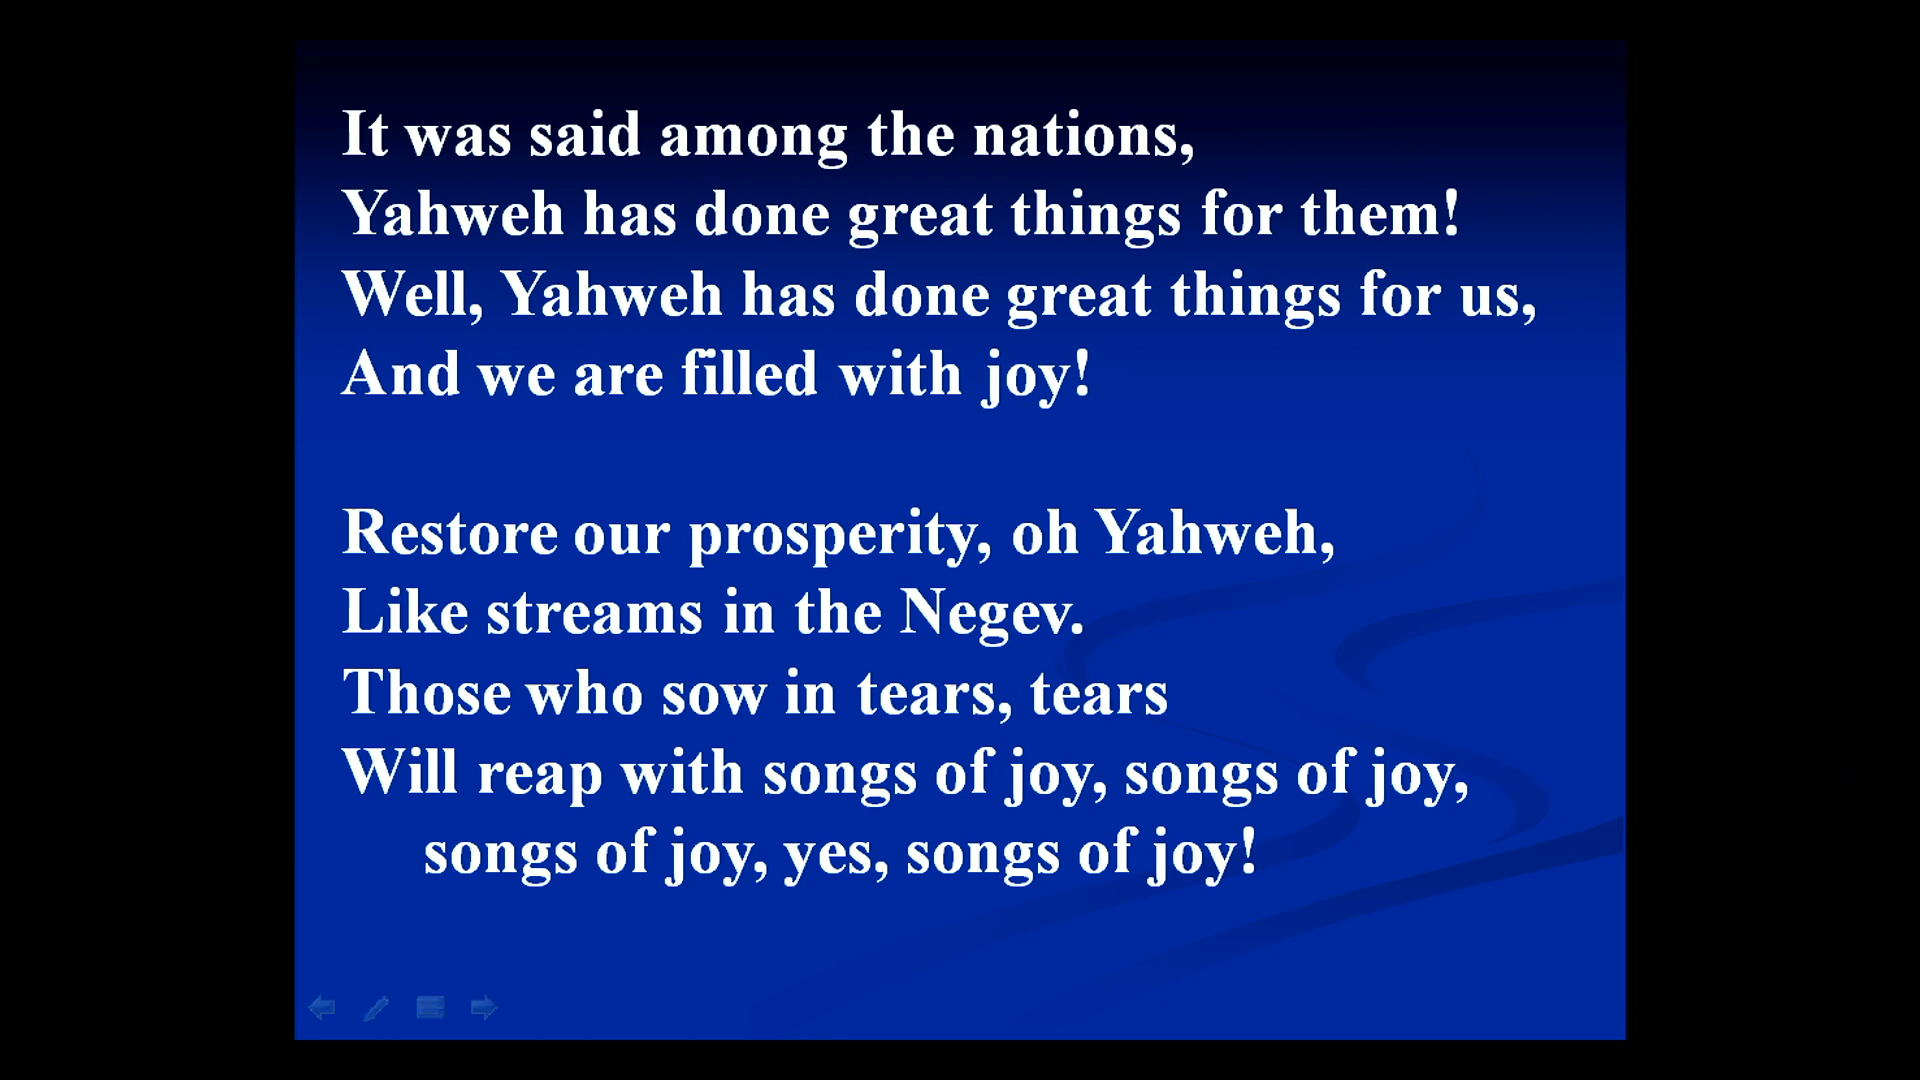 It was said among the nations,
Yahweh has done great things for them!
Well, Yahweh has done great things for us,
And we are filled with joy!
Restore our prosperity, oh Yahweh,
Like streams in the Negev.
Those who sow in tears, tears
Will reap with songs of joy, songs of joy,
songs of joy, yes, songs of joy!